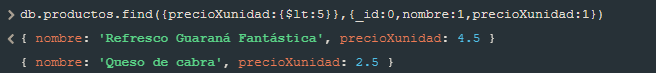 > db.productos.find({precioXunidad:{$lt:5}},{_id:0,nombre:1,precioXunidad:1})
< { nombre: 'Refresco Guaraná Fantástica', precioXunidad: 4.5 }
{ nombre: 'Queso de cabra', precioXunidad: 2.5 }